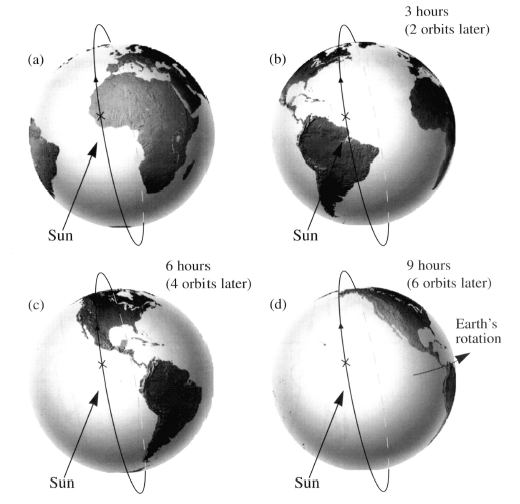 (a)
Sun
3 hours
(2 orbits later)
(b)
Sun
6 hours
(4 orbits later)
(c)
Sun
9 hours
(6 orbits later)
(d)
Earth's
rotation
Sun